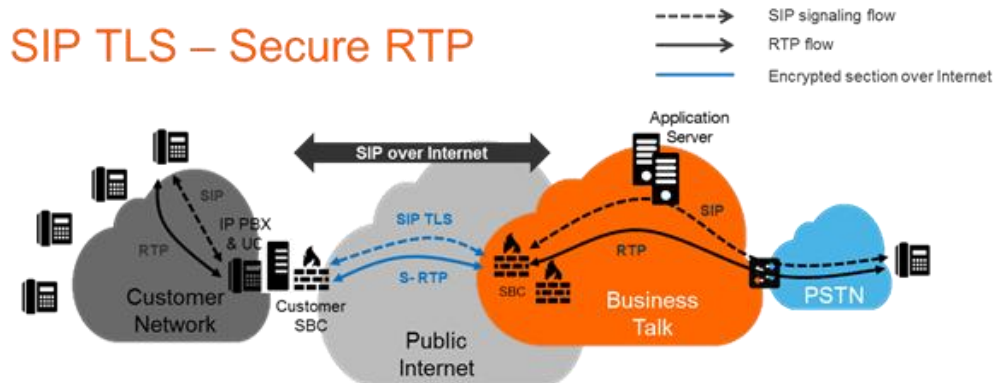 SIP TLS – Secure RTP
SIP signaling flow
RTP flow
Encrypted section over Internet
Application
Server
SIP over Internet
SIP
IP PBX
& UC
RTP
SIP TLS
S-RTP
SIP
RTP
Customer
Network
Customer
SBC
Public
Internet
SBC
Business
Talk
PSTN